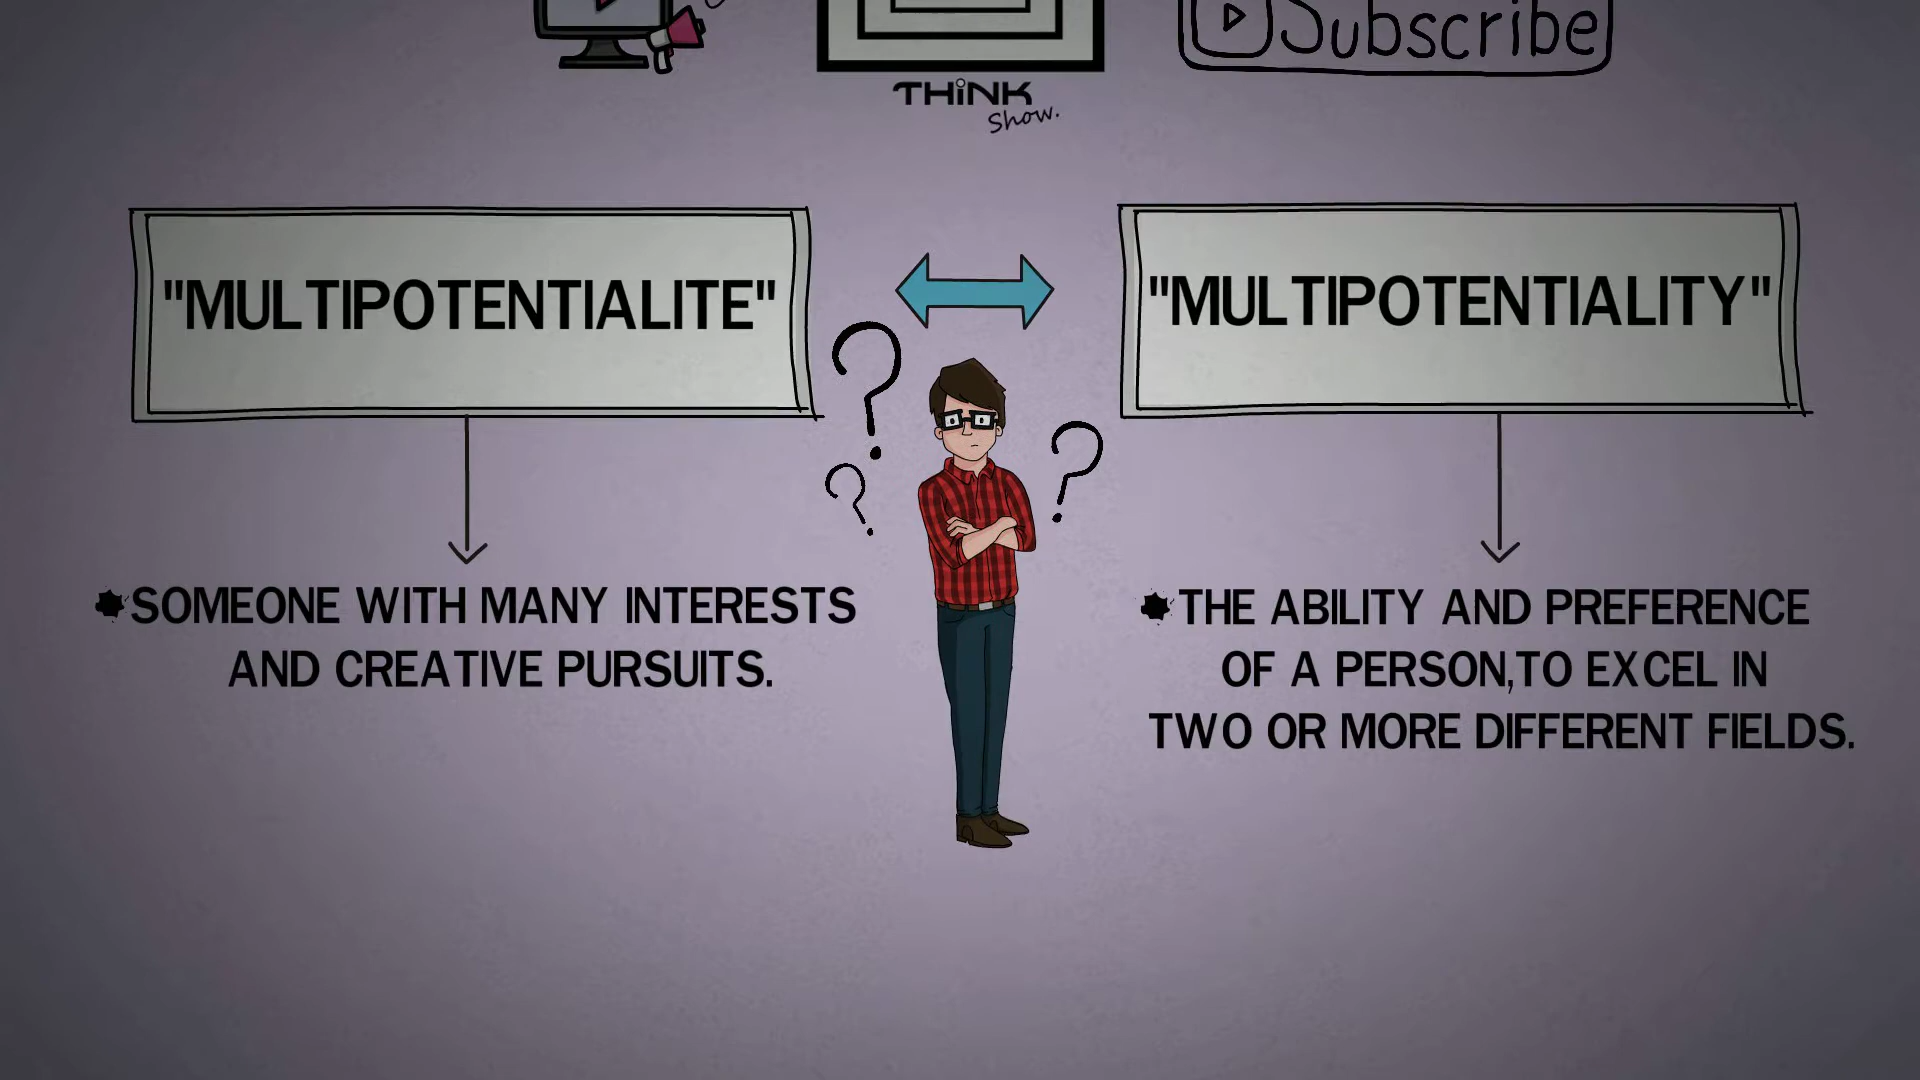 Subscribe
THiNK
Show.
"MULTIPOTENTIALITE"
"MULTIPOTENTIALITY"
SOMEONE WITH MANY INTERESTS
AND CREATIVE PURSUITS.
THE ABILITY AND PREFERENCE
OF A PERSON,TO EXCEL IN
TWO OR MORE DIFFERENT FIELDS.